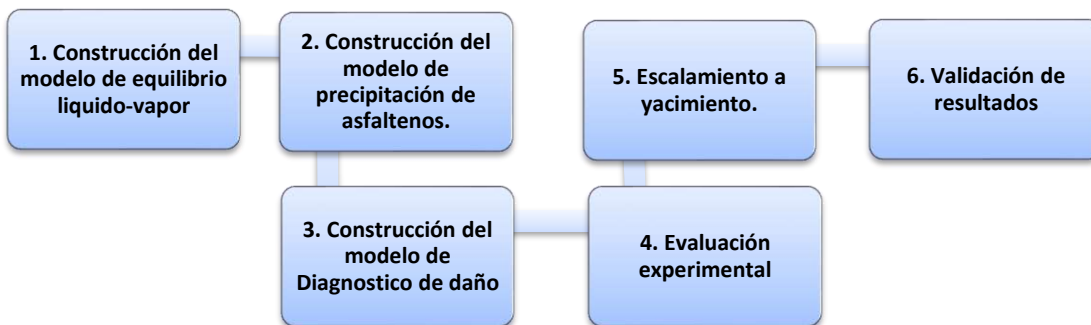 1. Construcción del
modelo de equilibrio
liquido-vapor
2. Construcción del
modelo de
precipitación de
asfaltenos.
3. Construcción del
modelo de
Diagnostico de daño
4. Evaluación
experimental
5. Escalamiento a
yacimiento.
6. Validación de
resultados